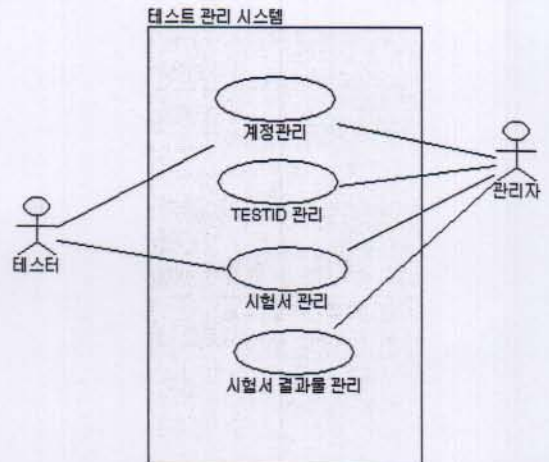 테스트 관리 시스템
계정관리
TESTID 관리
관리자
테스터
시험서 관리
시험서 결과물 관리